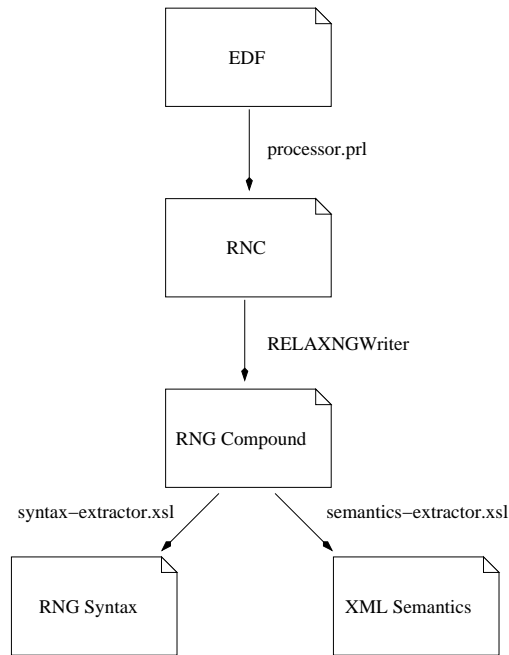 EDF
processor.prl
RNC
RELAXNGWriter
RNG Compound
syntax−extractor.xsl
semantics−extractor.xsl
RNG Syntax
XML Semantics